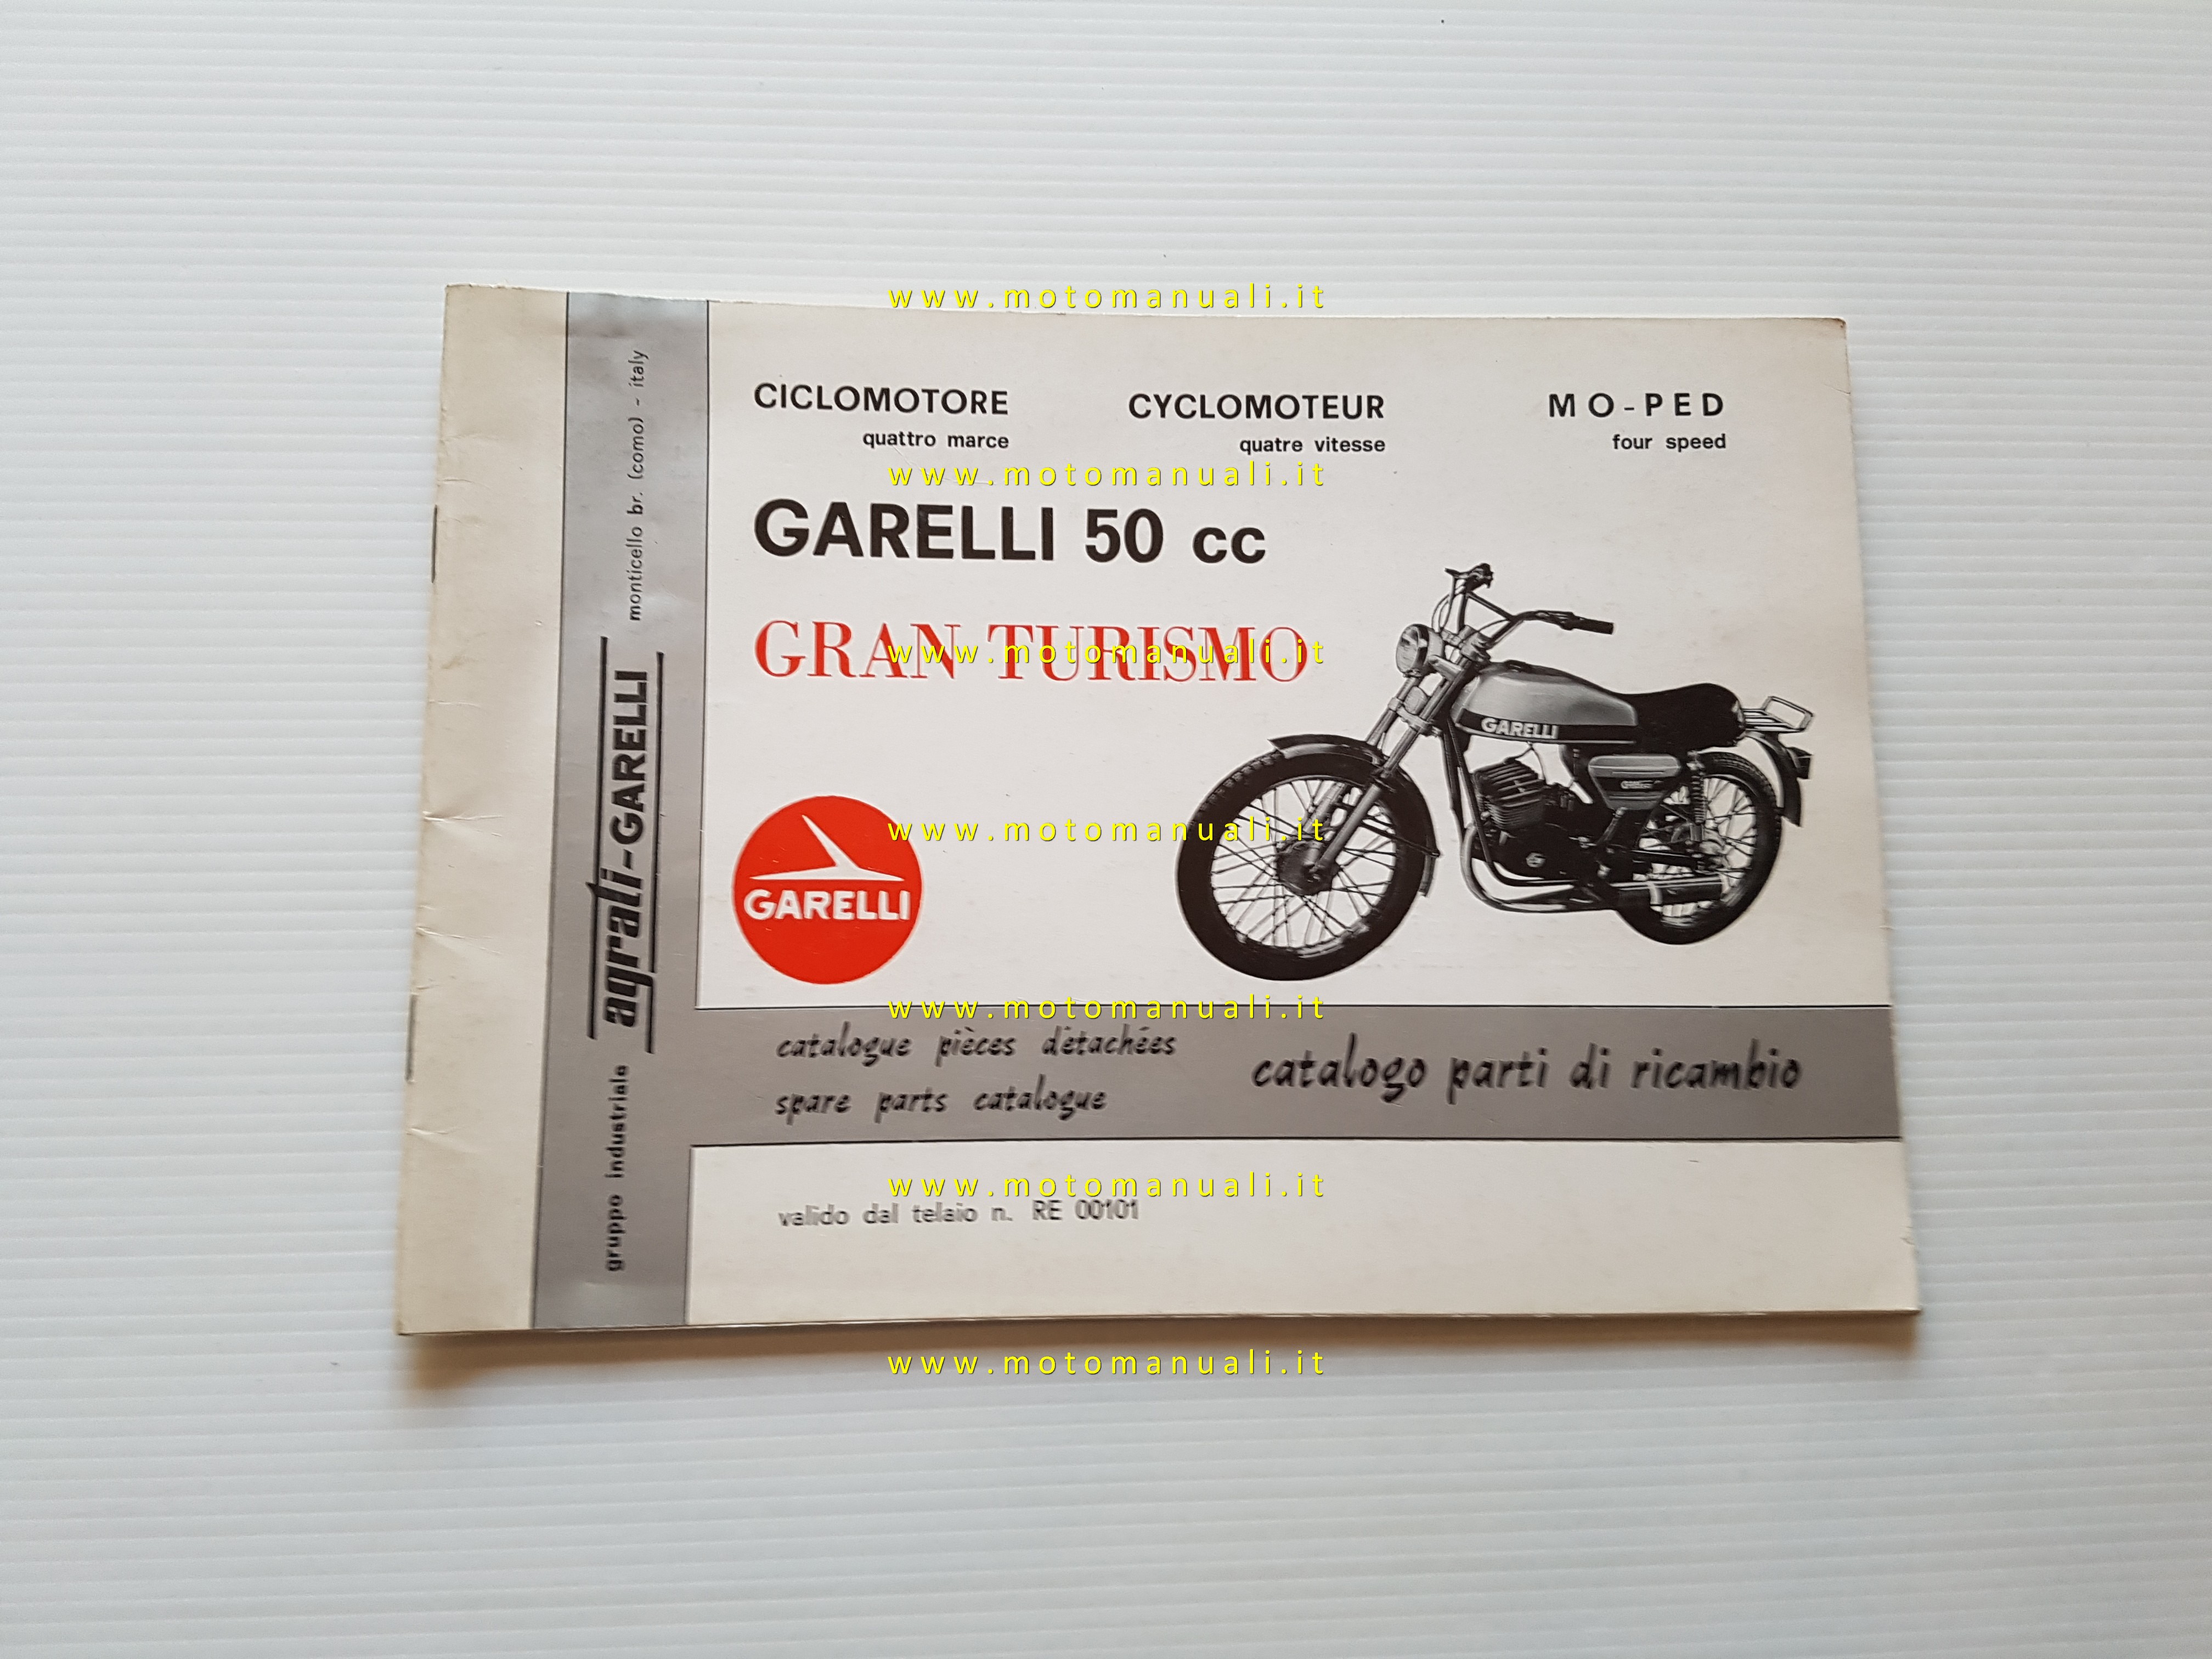 www.motomanuali.it
CICLOMOTORE
quattro marce
CYCLOMOTEUR
quatre vitesse
MO-PED
four speed
www.motomanuali.it
GARELLI 50 cc
GRAN TURISMO
www.motomanuali.it
GARELLI
www.motomanuali.it
GARELLI
www.motomanuali.it
catalogue pièces détachées
spare parts catalogue
catalogo parti di ricambio
www.motomanuali.it
valido dal telaio n. RE 00101
www.motomanuali.it
gruppo industriale agrati-GARELLI monticello br. (como) - italy